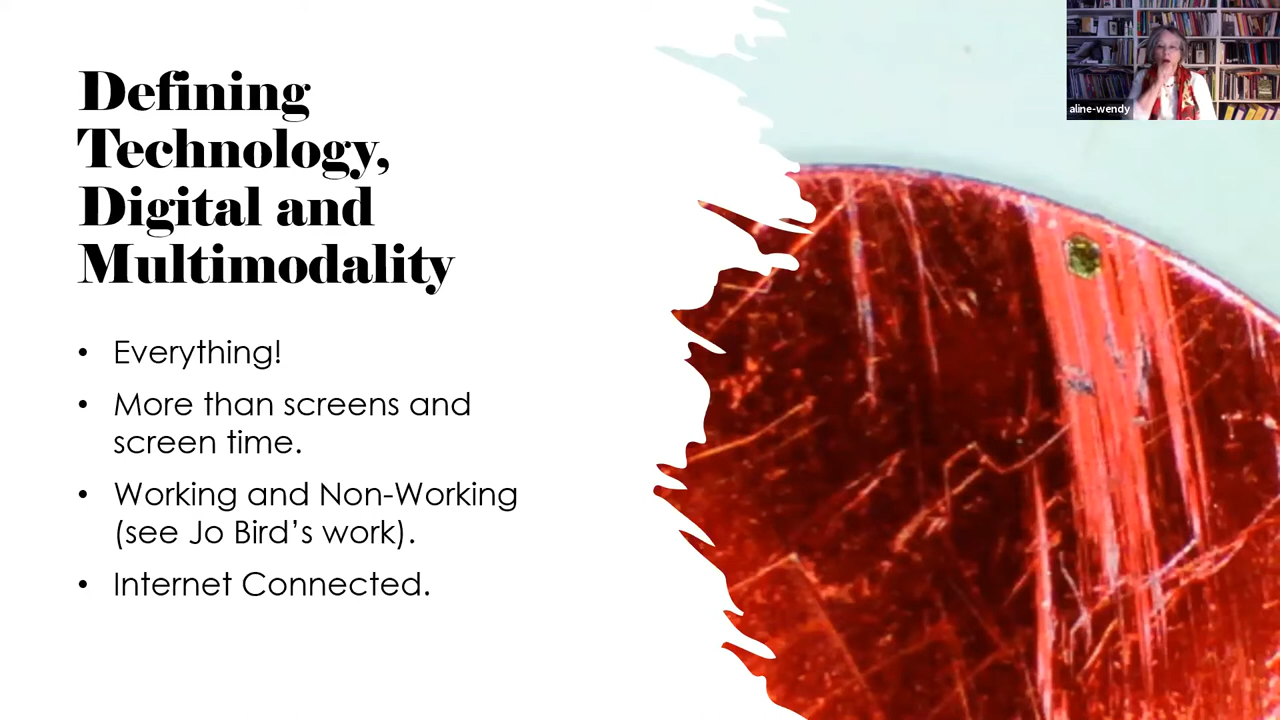 Defining
Technology,
Digital and
Multimodality
• Everything!
• More than screens and
screen time.
• Working and Non-Working
(see Jo Bird’s work).
• Internet Connected.
aline-wendy